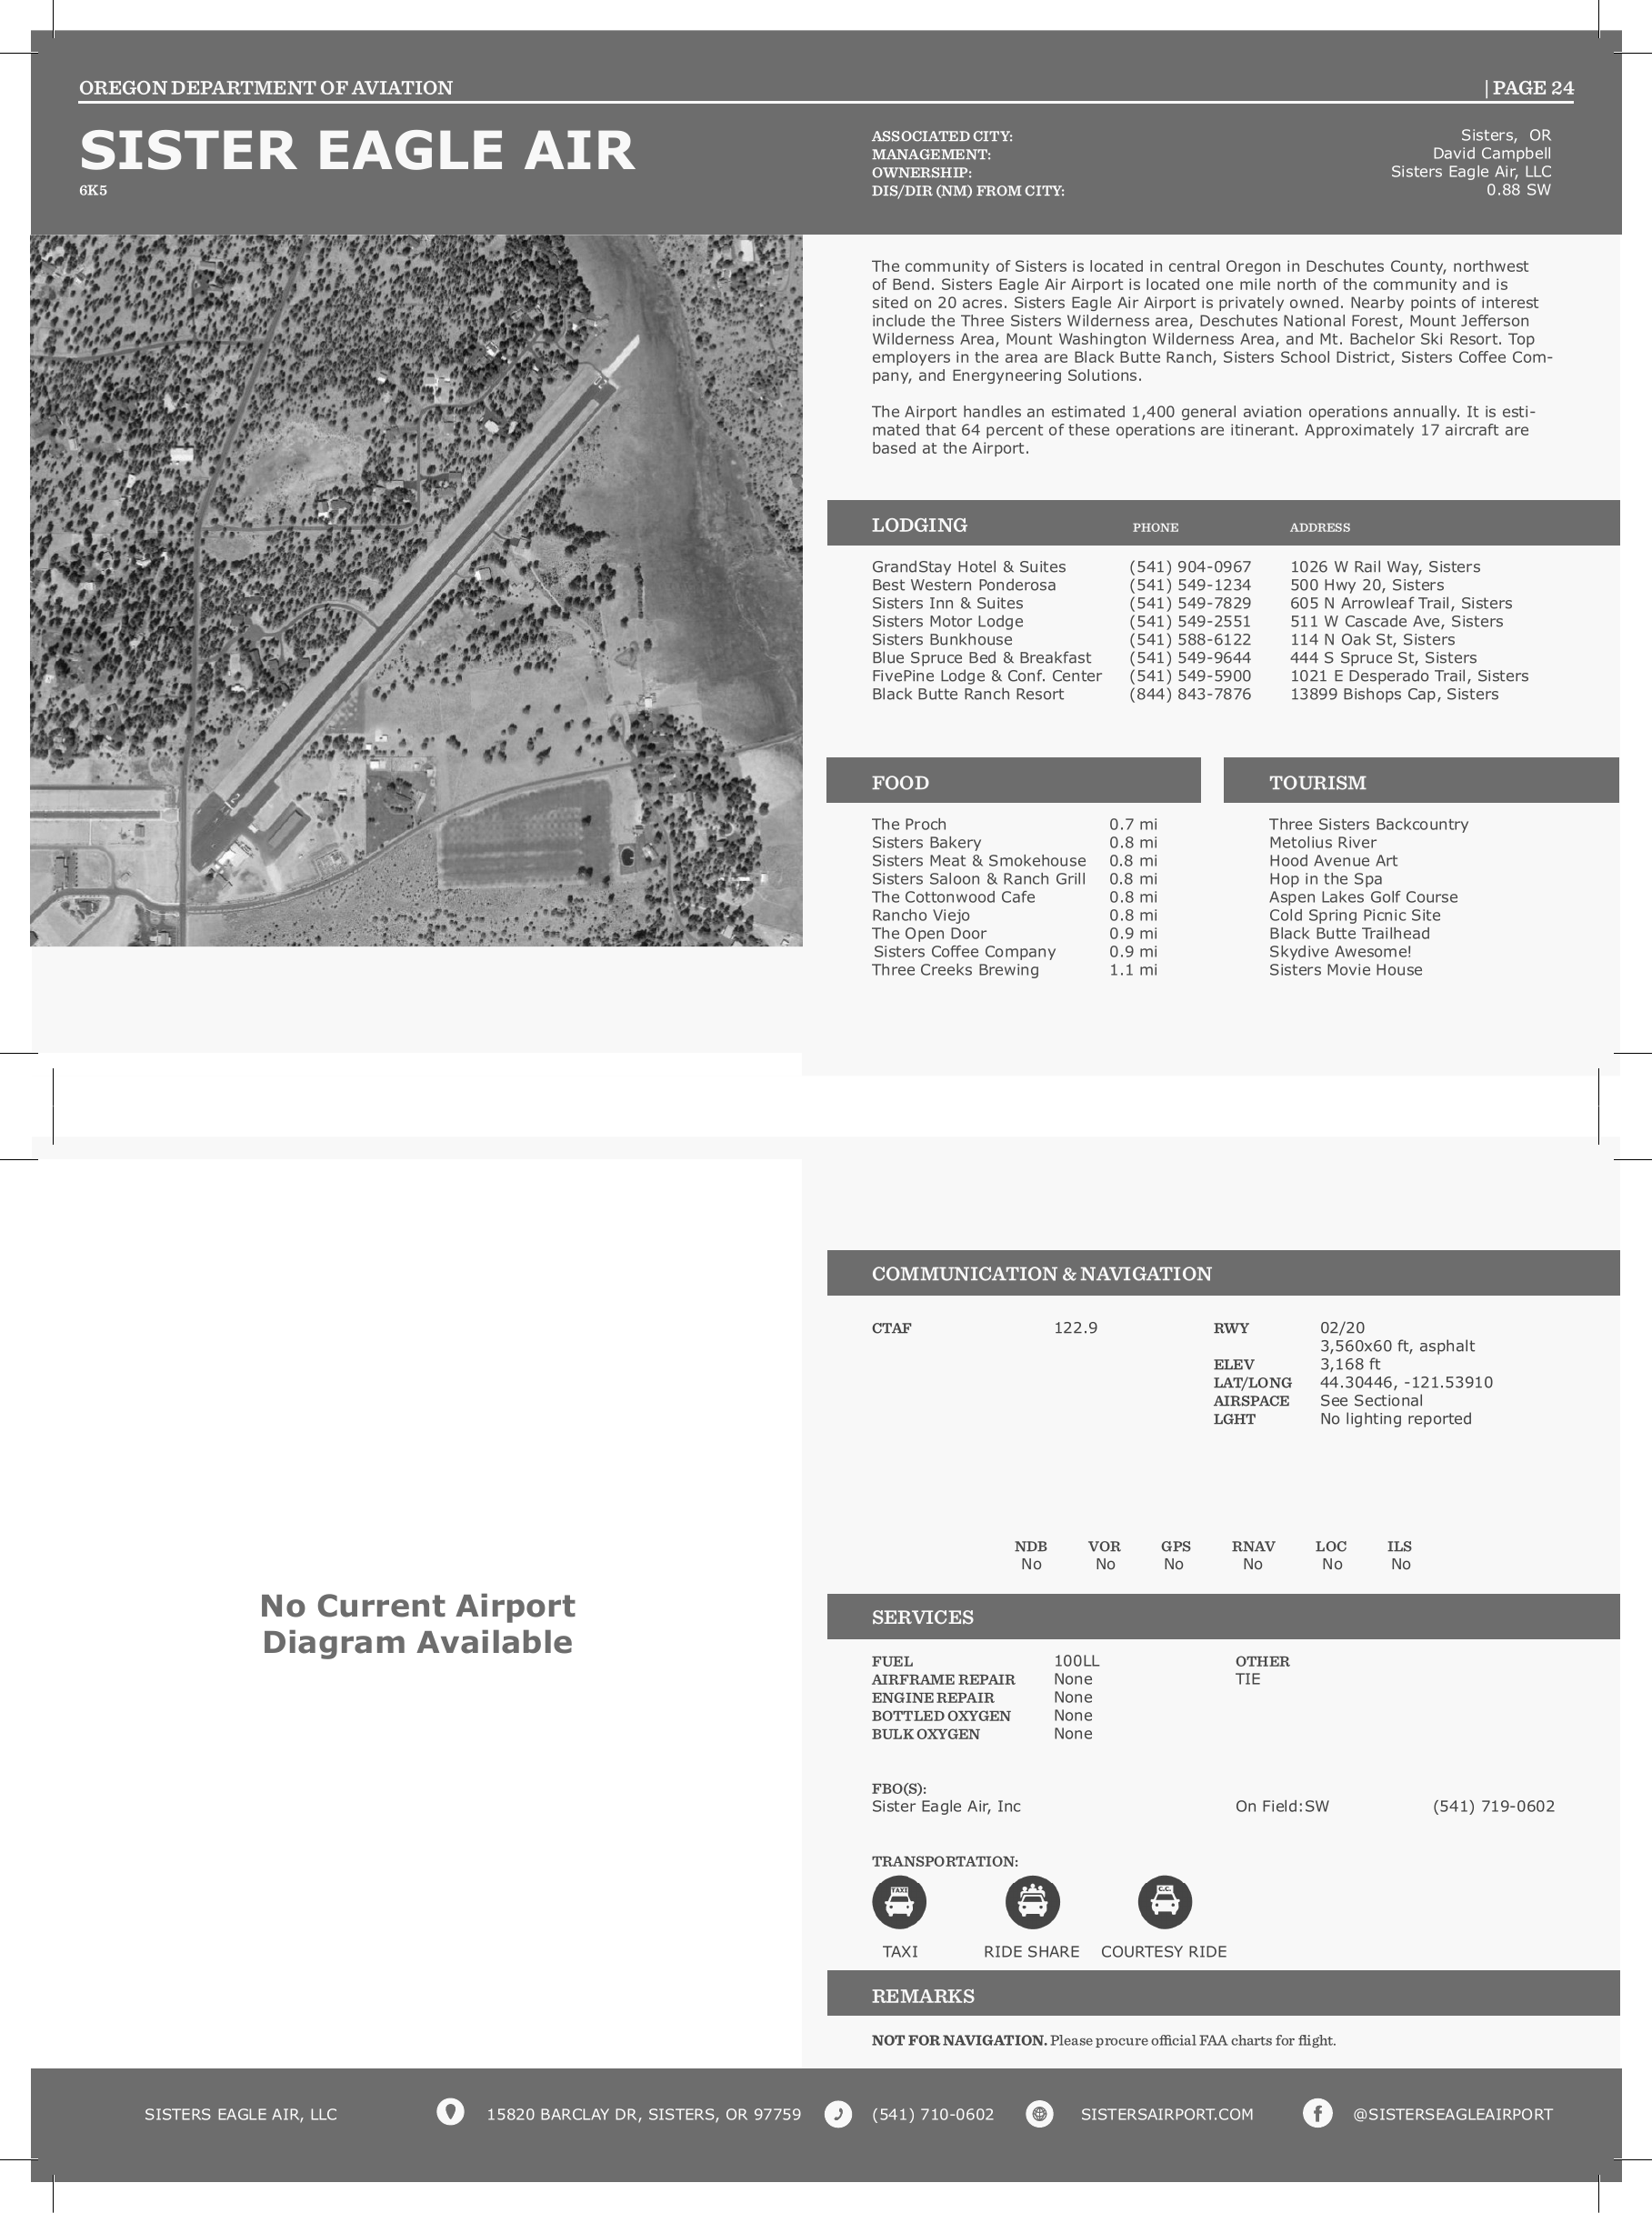 OREGON DEPARTMENT OF AVIATION
| PAGE 24
SISTER EAGLE AIR
6K5
ASSOCIATED CITY: Sisters, OR
MANAGEMENT: David Campbell
OWNERSHIP: Sisters Eagle Air, LLC
DIS/DIR (NM) FROM CITY: 0.88 SW
The community of Sisters is located in central Oregon in Deschutes County, northwest
of Bend. Sisters Eagle Air Airport is located one mile north of the community and is
sited on 20 acres. Sisters Eagle Air Airport is privately owned. Nearby points of interest
include the Three Sisters Wilderness area, Deschutes National Forest, Mount Jefferson
Wilderness Area, Mount Washington Wilderness Area, and Mt. Bachelor Ski Resort. Top
employers in the area are Black Butte Ranch, Sisters School District, Sisters Coffee Com-
pany, and Energyneering Solutions.
The Airport handles an estimated 1,400 general aviation operations annually. It is esti-
mated that 64 percent of these operations are itinerant. Approximately 17 aircraft are
based at the Airport.
LODGING PHONE ADDRESS
GrandStay Hotel & Suites (541) 904-0967 1026 W Rail Way, Sisters
Best Western Ponderosa (541) 549-1234 500 Hwy 20, Sisters
Sisters Inn & Suites (541) 549-7829 605 N Arrowleaf Trail, Sisters
Sisters Motor Lodge (541) 549-2551 511 W Cascade Ave, Sisters
Sisters Bunkhouse (541) 588-6122 114 N Oak St, Sisters
Blue Spruce Bed & Breakfast (541) 549-9644 444 S Spruce St, Sisters
FivePine Lodge & Conf. Center (541) 549-5900 1021 E Desperado Trail, Sisters
Black Butte Ranch Resort (844) 843-7876 13899 Bishops Cap, Sisters
FOOD
The Proch 0.7 mi
Sisters Bakery 0.8 mi
Sisters Meat & Smokehouse 0.8 mi
Sisters Saloon & Ranch Grill 0.8 mi
The Cottonwood Cafe 0.8 mi
Rancho Viejo 0.8 mi
The Open Door 0.9 mi
Sisters Coffee Company 0.9 mi
Three Creeks Brewing 1.1 mi
TOURISM
Three Sisters Backcountry
Metolius River
Hood Avenue Art
Hop in the Spa
Aspen Lakes Golf Course
Cold Spring Picnic Site
Black Butte Trailhead
Skydive Awesome!
Sisters Movie House
No Current Airport
Diagram Available
COMMUNICATION & NAVIGATION
CTAF 122.9
RWY 02/20
3,560x60 ft, asphalt
ELEV 3,168 ft
LAT/LONG 44.30446, -121.53910
AIRSPACE See Sectional
LGHT No lighting reported
NDB VOR GPS RNAV LOC ILS
No No No No No No
SERVICES
FUEL 100LL
AIRFRAME REPAIR None
ENGINE REPAIR None
BOTTLED OXYGEN None
BULK OXYGEN None
OTHER
TIE
FBO(S):
Sister Eagle Air, Inc On Field:SW (541) 719-0602
TRANSPORTATION:
TAXI C.C.
TAXI RIDE SHARE COURTESY RIDE
REMARKS
NOT FOR NAVIGATION. Please procure official FAA charts for flight.
SISTERS EAGLE AIR, LLC 15820 BARCLAY DR, SISTERS, OR 97759 (541) 710-0602 SISTERSAIRPORT.COM @SISTERSEAGLEAIRPORT